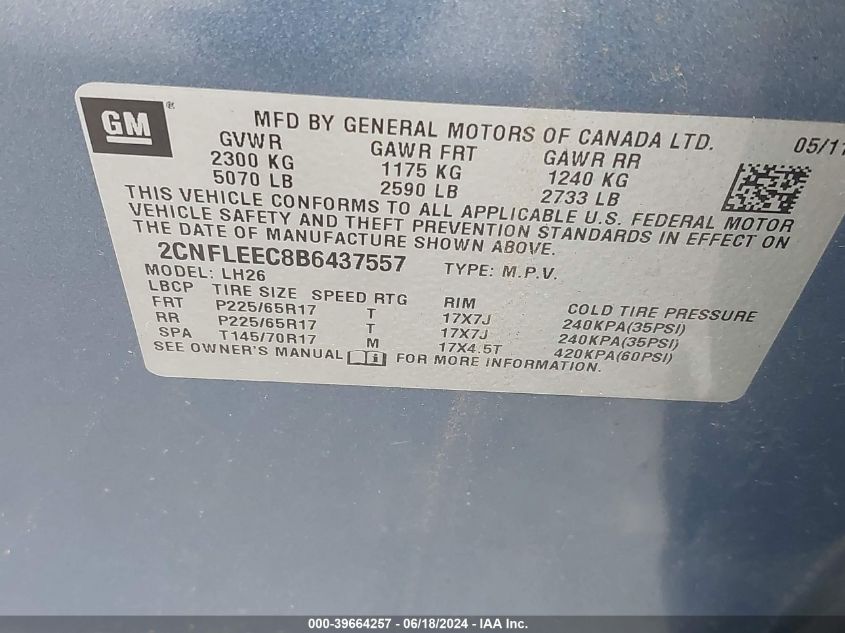 GM ®
MFD BY GENERAL MOTORS OF CANADA LTD.
05/11
GVWR GAWR FRT GAWR RR
2300 KG 1175 KG 1240 KG
5070 LB 2590 LB 2733 LB
THIS VEHICLE CONFORMS TO ALL APPLICABLE U.S. FEDERAL MOTOR
VEHICLE SAFETY AND THEFT PREVENTION STANDARDS IN EFFECT ON
THE DATE OF MANUFACTURE SHOWN ABOVE.
2CNFLEEC8B6437557 TYPE: M.P.V.
MODEL: LH26
LBCP TIRE SIZE SPEED RTG RIM COLD TIRE PRESSURE
FRT P225/65R17 T 17X7J 240KPA(35PSI)
RR P225/65R17 T 17X7J 240KPA(35PSI)
SPA T145/70R17 M 17X4.5T 420KPA(60PSI)
SEE OWNER'S MANUAL FOR MORE INFORMATION.
000-39664257 / 06/18/2024 - IAA Inc.